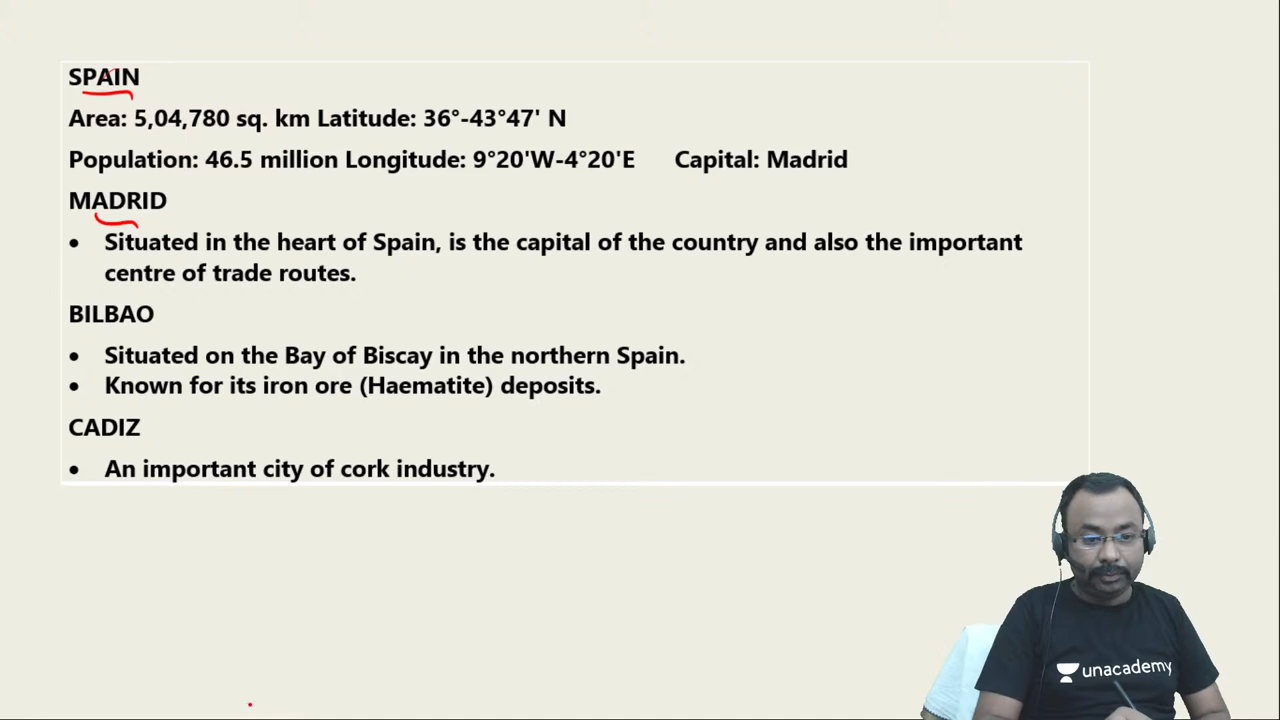 SPAIN
Area: 5,04,780 sq. km Latitude: 36°-43°47' N
Population: 46.5 million Longitude: 9°20'W-4°20'E Capital: Madrid
MADRID
• Situated in the heart of Spain, is the capital of the country and also the important
centre of trade routes.
BILBAO
• Situated on the Bay of Biscay in the northern Spain.
• Known for its iron ore (Haematite) deposits.
CADIZ
• An important city of cork industry.
unacademy